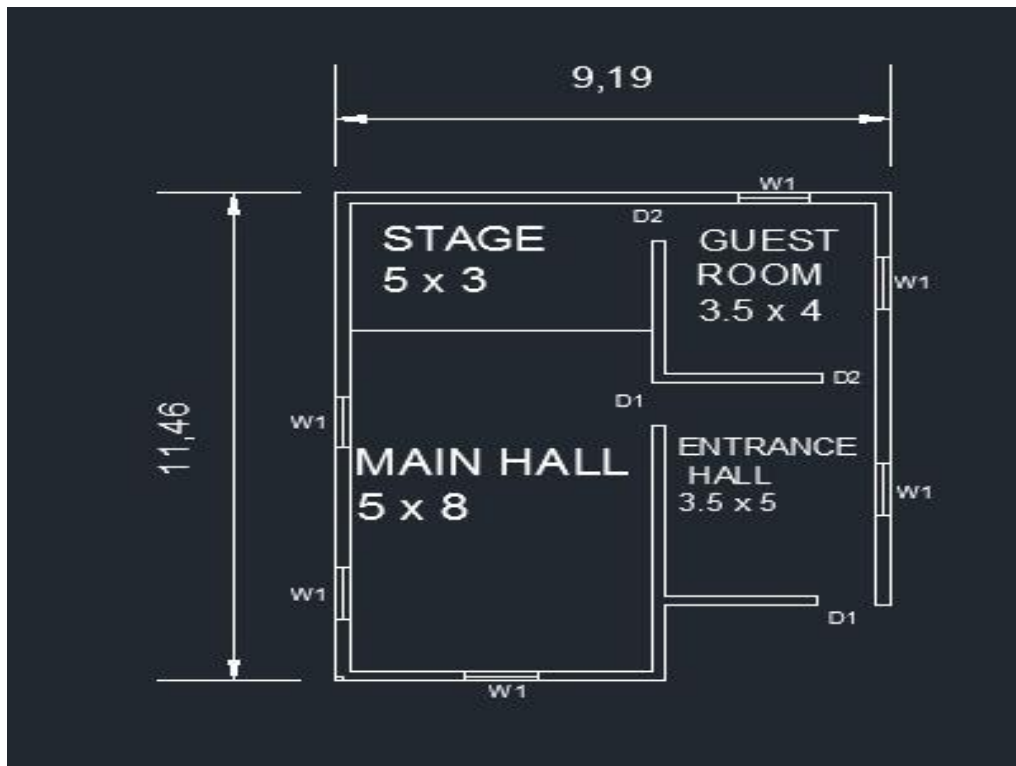 9,19
W1
D2
STAGE
5 x 3
GUEST
ROOM
3.5 x 4
W1
D2
D1
11,46
W1
MAIN HALL
5 x 8
ENTRANCE
HALL
3.5 x 5
W1
W1
D1
W1